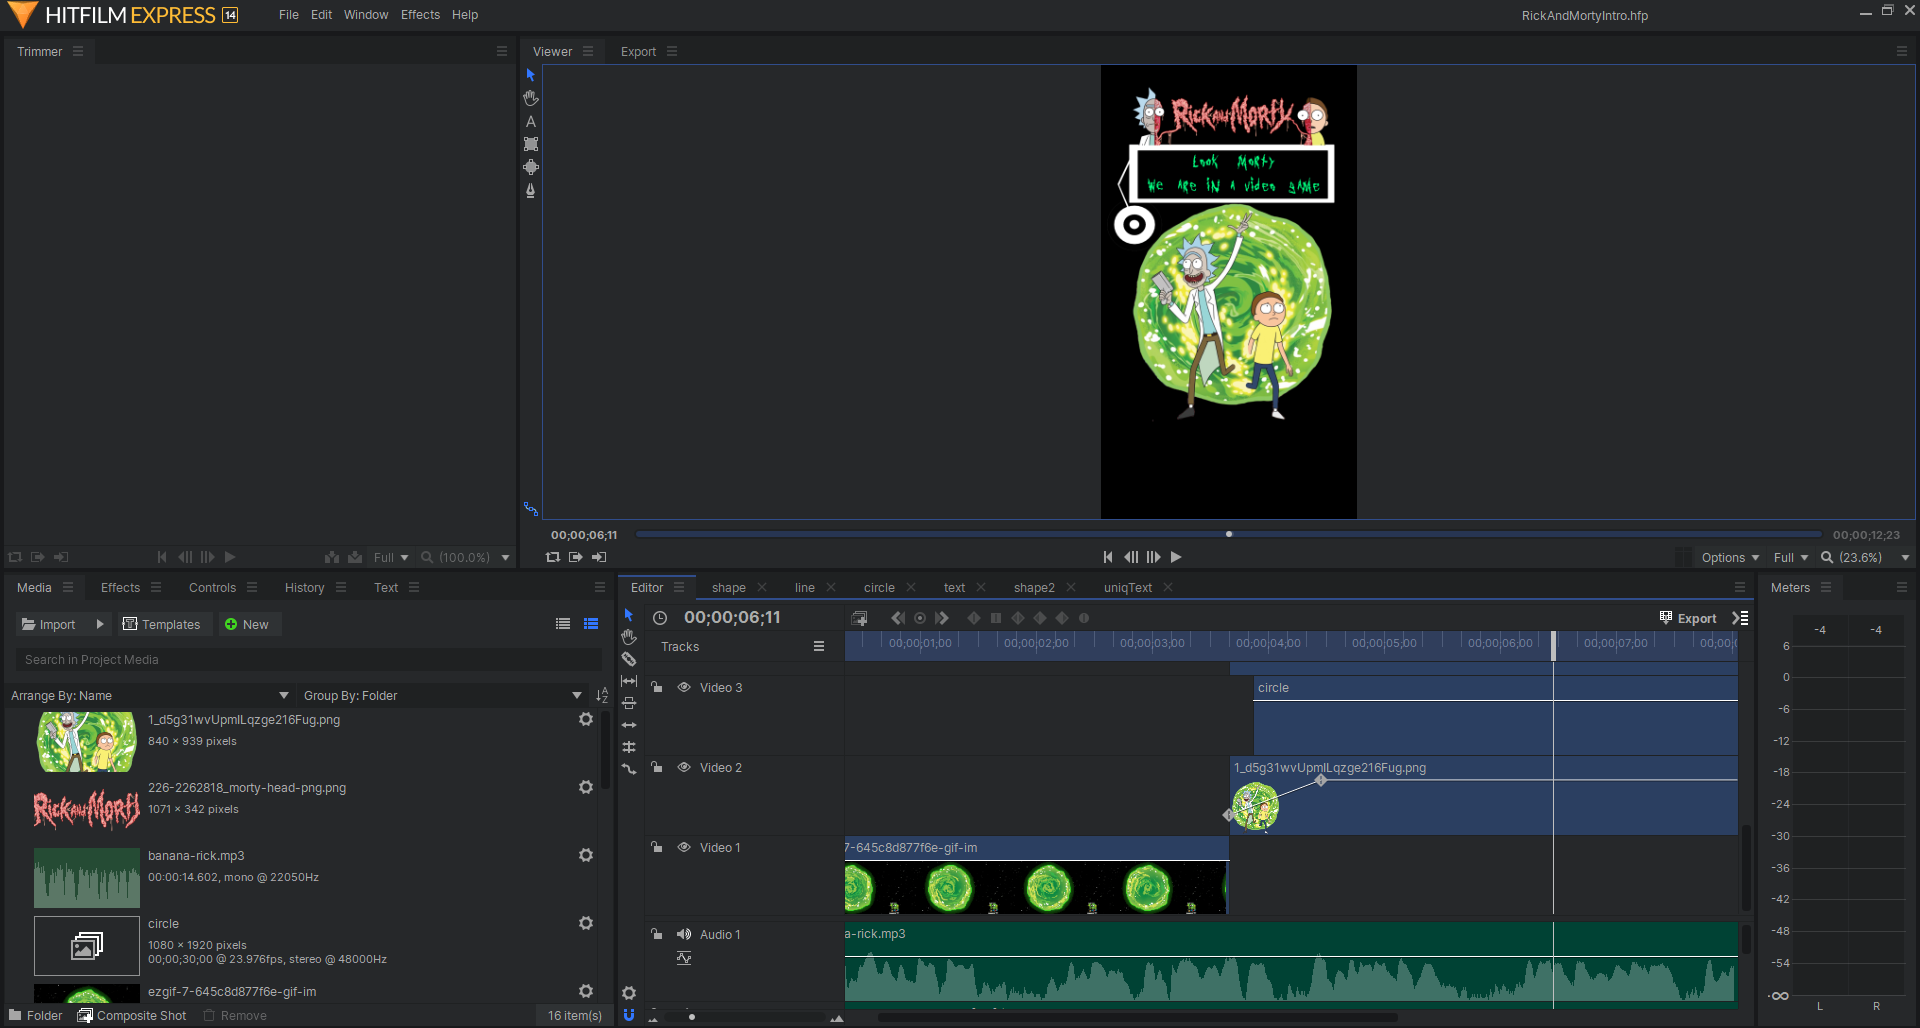 HITFILM EXPRESS 14
File Edit Window Effects Help
RickAndMortyIntro.hfp
Trimmer
Viewer
Export
Rick and Morty
Look Morty
We are in a video game
Full
(100.0%)
00;00;06;11
00;00;12;23
Options
Full
(23.6%)
Media
Effects
Controls
History
Text
Import
Templates
New
Search in Project Media
Arrange By: Name
Group By: Folder
1_d5g31wvUpmILqzge216Fug.png
840 × 939 pixels
226-2262818_morty-head-png.png
1071 × 342 pixels
banana-rick.mp3
00:00:14.602, mono @ 22050Hz
circle
1080 × 1920 pixels
00;00;30;00 @ 23.976fps, stereo @ 48000Hz
ezgif-7-645c8d877f6e-gif-im
Folder
Composite Shot
Remove
16 item(s)
Editor
shape
line
circle
text
shape2
uniqText
00;00;06;11
Export
Tracks
00;00;01;00
00;00;02;00
00;00;03;00
00;00;04;00
00;00;05;00
00;00;06;00
00;00;07;00
00;00;
Video 3
circle
Video 2
1_d5g31wvUpmILqzge216Fug.png
Video 1
7-645c8d877f6e-gif-im
Audio 1
a-rick.mp3
Meters
-4 -4
6
0
-6
-12
-18
-24
-30
-36
-42
-48
-54
-∞
L R